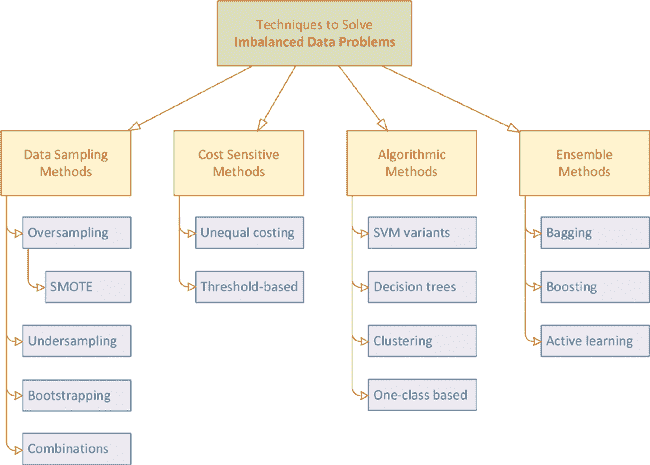 Techniques to Solve
Imbalanced Data Problems
Data Sampling
Methods
Oversampling
SMOTE
Undersampling
Bootstrapping
Combinations
Cost Sensitive
Methods
Unequal costing
Threshold-based
Algorithmic
Methods
SVM variants
Decision trees
Clustering
One-class based
Ensemble
Methods
Bagging
Boosting
Active learning